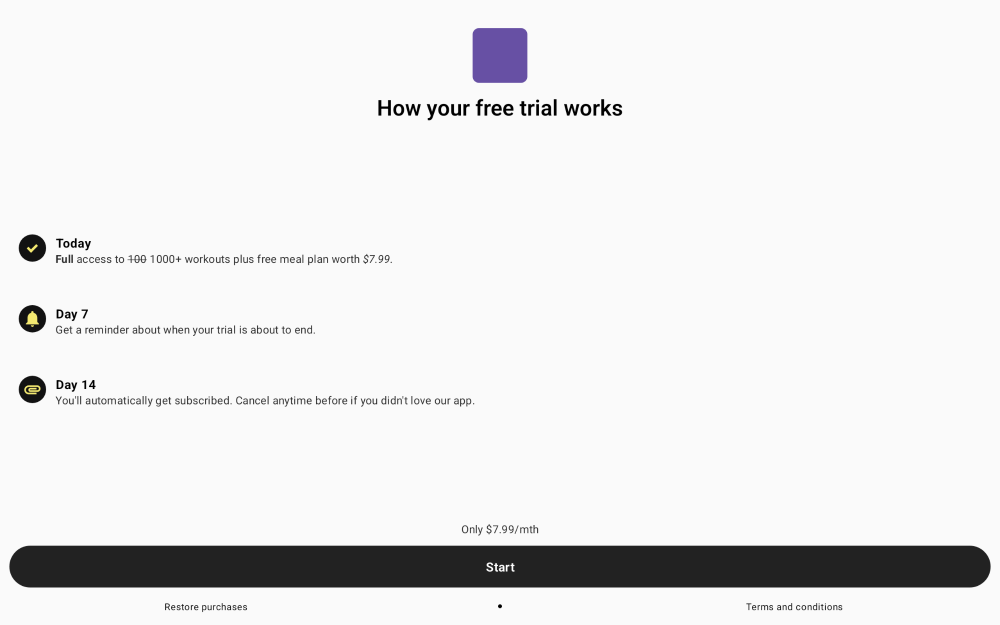 How your free trial works
Today
Full access to 100 1000+ workouts plus free meal plan worth $7.99.
Day 7
Get a reminder about when your trial is about to end.
Day 14
You'll automatically get subscribed. Cancel anytime before if you didn't love our app.
Only $7.99/mth
Start
Restore purchases
Terms and conditions